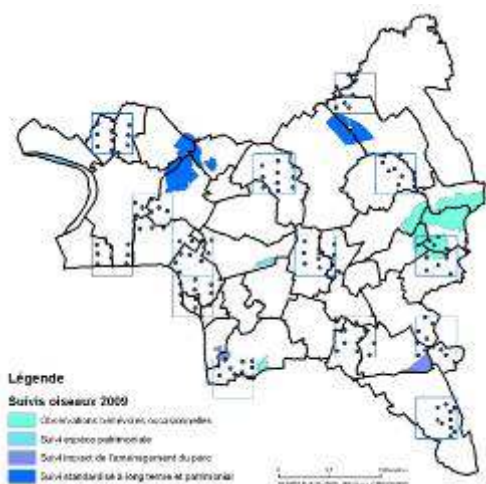 Légende
Suivis oiseaux 2009
Observations bénévoles occasionnelles
Suivi espèce patrimoniale
Suivi impact de l'aménagement du parc
Suivi standardisé à long terme et patrimonial